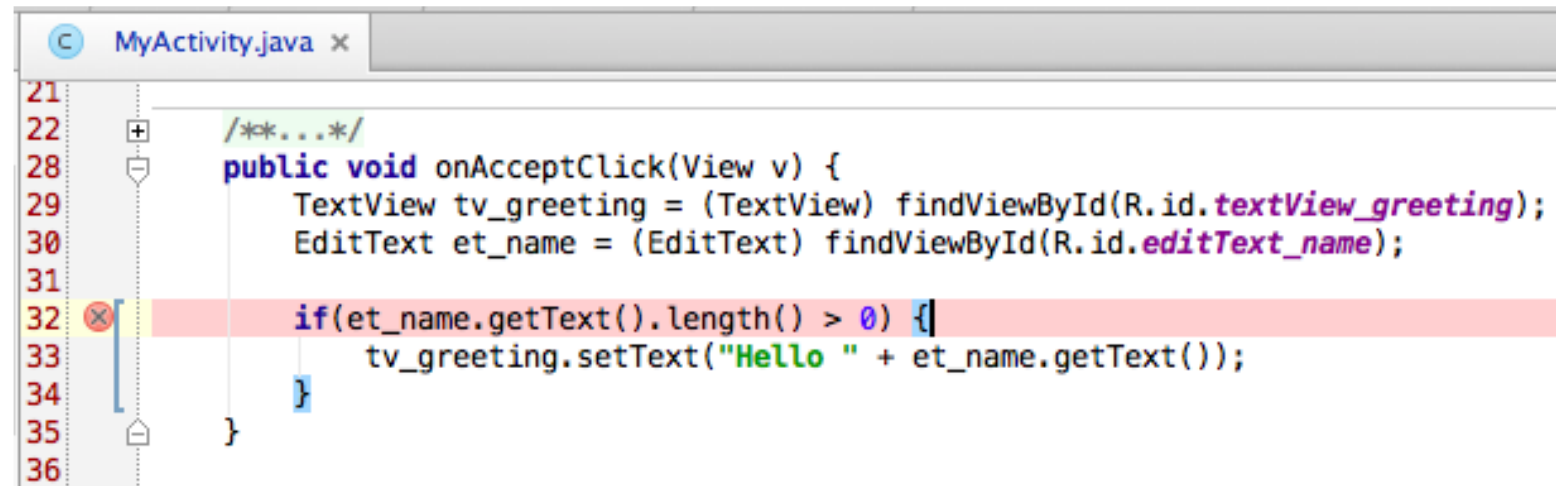 C MyActivity.java ×
21
22 /**...*/
28 public void onAcceptClick(View v) {
29 TextView tv_greeting = (TextView) findViewById(R.id.textView_greeting);
30 EditText et_name = (EditText) findViewById(R.id.editText_name);
31
32 if(et_name.getText().length() > 0) {
33 tv_greeting.setText("Hello " + et_name.getText());
34 }
35 }
36